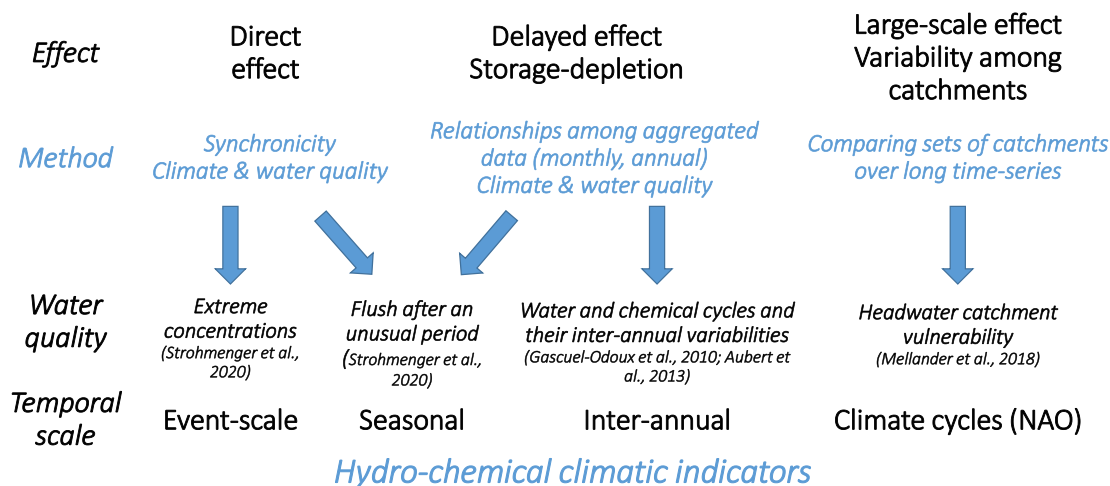 Effect
Direct
effect
Delayed effect
Storage-depletion
Large-scale effect
Variability among
catchments
Method
Synchronicity
Climate & water quality
Relationships among aggregated
data (monthly, annual)
Climate & water quality
Comparing sets of catchments
over long time-series
Water
quality
Extreme
concentrations
(Strohmenger et al.,
2020)
Flush after an
unusual period
(Strohmenger et al.,
2020)
Water and chemical cycles and
their inter-annual variabilities
(Gascuel-Odoux et al., 2010; Aubert et
al., 2013)
Headwater catchment
vulnerability
(Mellander et al., 2018)
Temporal
scale
Event-scale
Seasonal
Inter-annual
Climate cycles (NAO)
Hydro-chemical climatic indicators